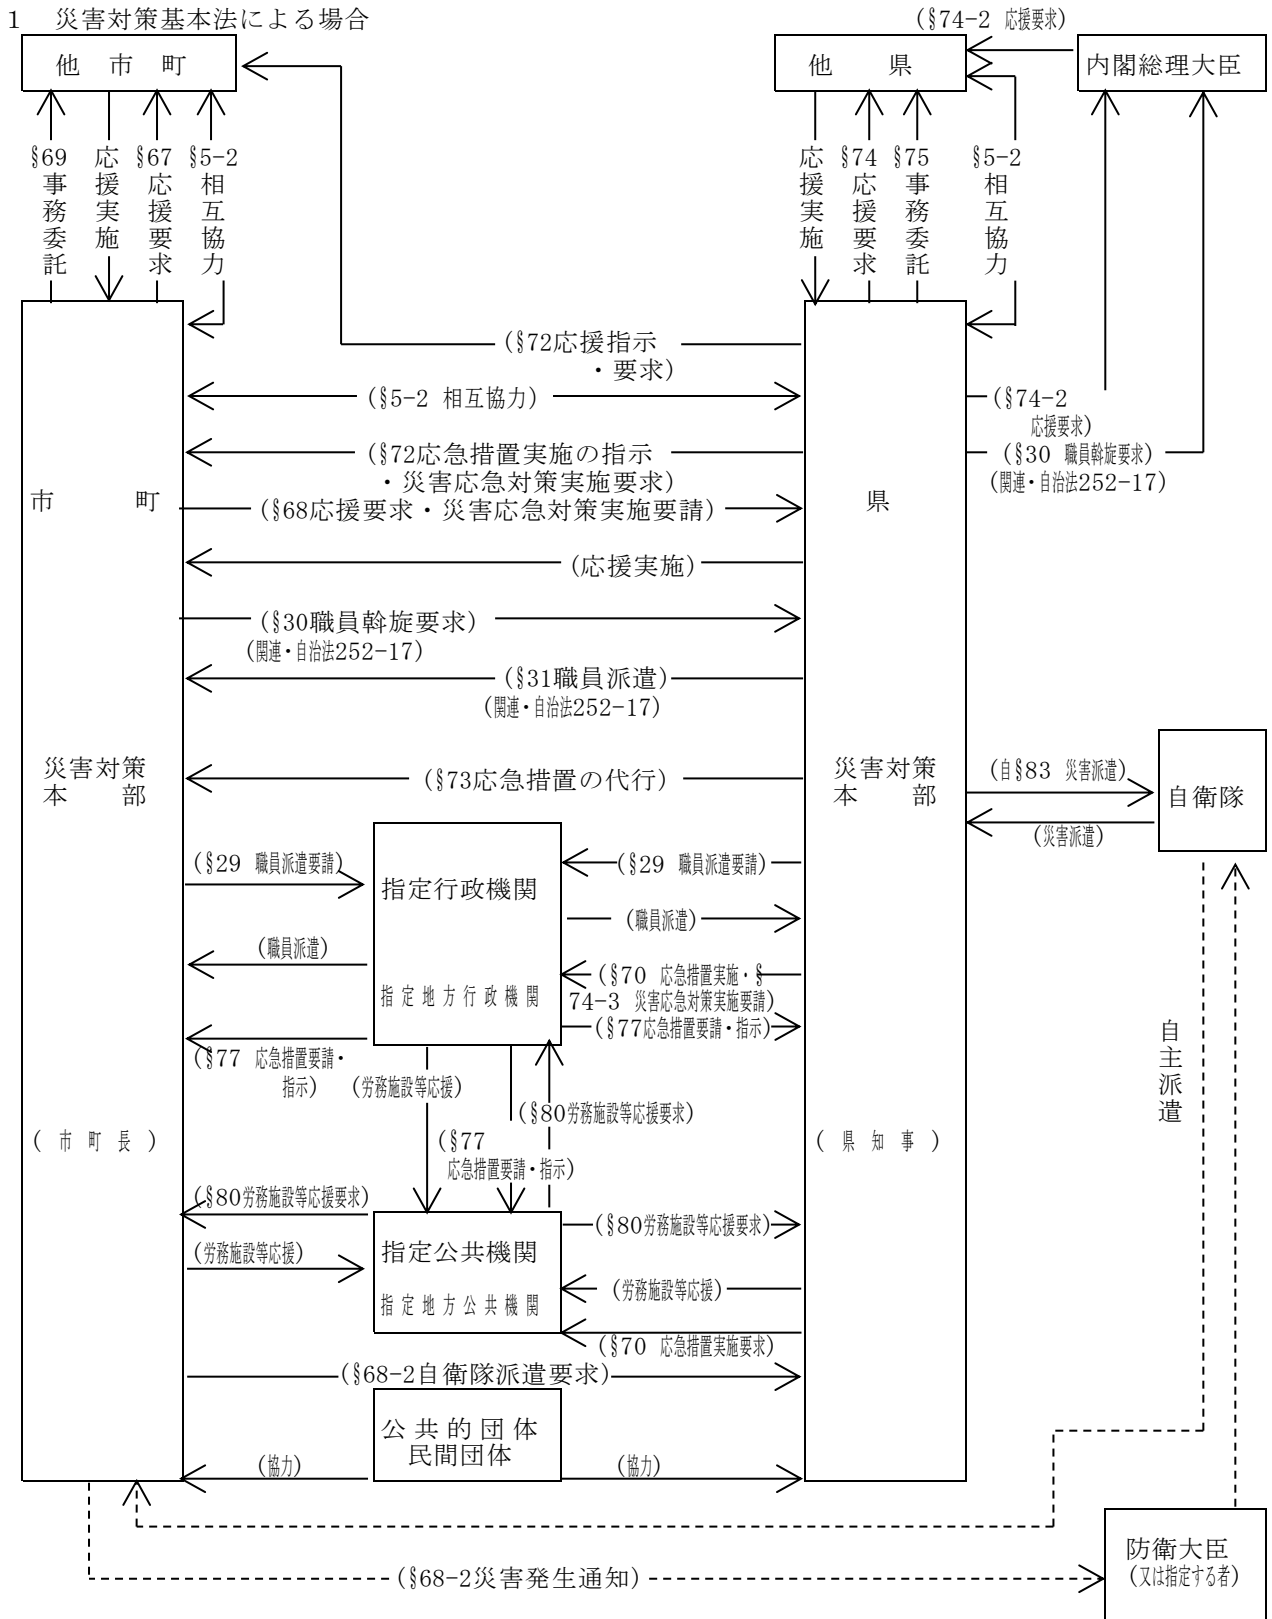 1　災害対策基本法による場合
(§74-2 応援要求)
他　市　町
他　　県
内閣総理大臣
§69事務委託
応援実施
§67応援要求
§5-2相互協力
応援実施
§74応援要求
§75事務委託
§5-2相互協力
(§72応援指示
・要求)
(§5-2 相互協力)
(§74-2
応援要求)
(§72応急措置実施の指示
・災害応急対策実施要求)
(§30 職員斡旋要求)
(関連・自治法252-17)
市　　　町
(§68応援要求・災害応急対策実施要請)
県
(応援実施)
(§30職員斡旋要求)
(関連・自治法252-17)
(§31職員派遣)
(関連・自治法252-17)
災害対策
本　　部
(§73応急措置の代行)
災害対策
本　　部
(自§83 災害派遣)
自衛隊
(災害派遣)
(§29 職員派遣要請)
指定行政機関
(§29 職員派遣要請)
(職員派遣)
(職員派遣)
指定地方行政機関
(§70 応急措置実施・§
74-3 災害応急対策実施要請)
(§77応急措置要請・指示)
(§77 応急措置要請・
指示)
(労務施設等応援)
自主派遣
(§80労務施設等応援要求)
(市町長)
(§77
応急措置要請・指示)
(県知事)
(§80労務施設等応援要求)
(§80労務施設等応援要求)
(労務施設等応援)
指定公共機関
(労務施設等応援)
指定地方公共機関
(§70 応急措置実施要求)
(§68-2自衛隊派遣要求)
公共的団体
民間団体
(協力)
(協力)
防衛大臣
(又は指定する者)
(§68-2災害発生通知)